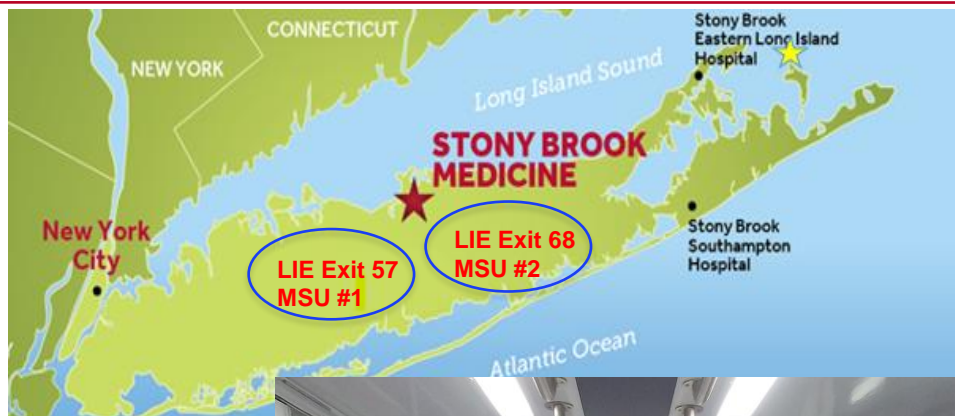 CONNECTICUT
NEW YORK
Stony Brook
Eastern Long Island
Hospital
Long Island Sound
STONY BROOK
MEDICINE
New York
City
LIE Exit 57
MSU #1
LIE Exit 68
MSU #2
Stony Brook
Southampton
Hospital
Atlantic Ocean